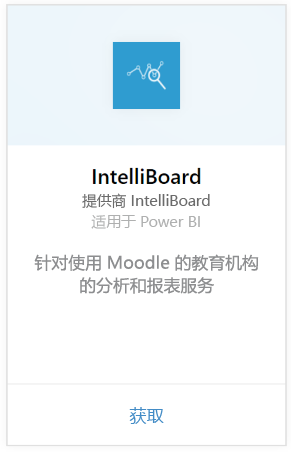 IntelliBoard
提供商 IntelliBoard
适用于 Power BI
针对使用 Moodle 的教育机构
的分析和报表服务
获取